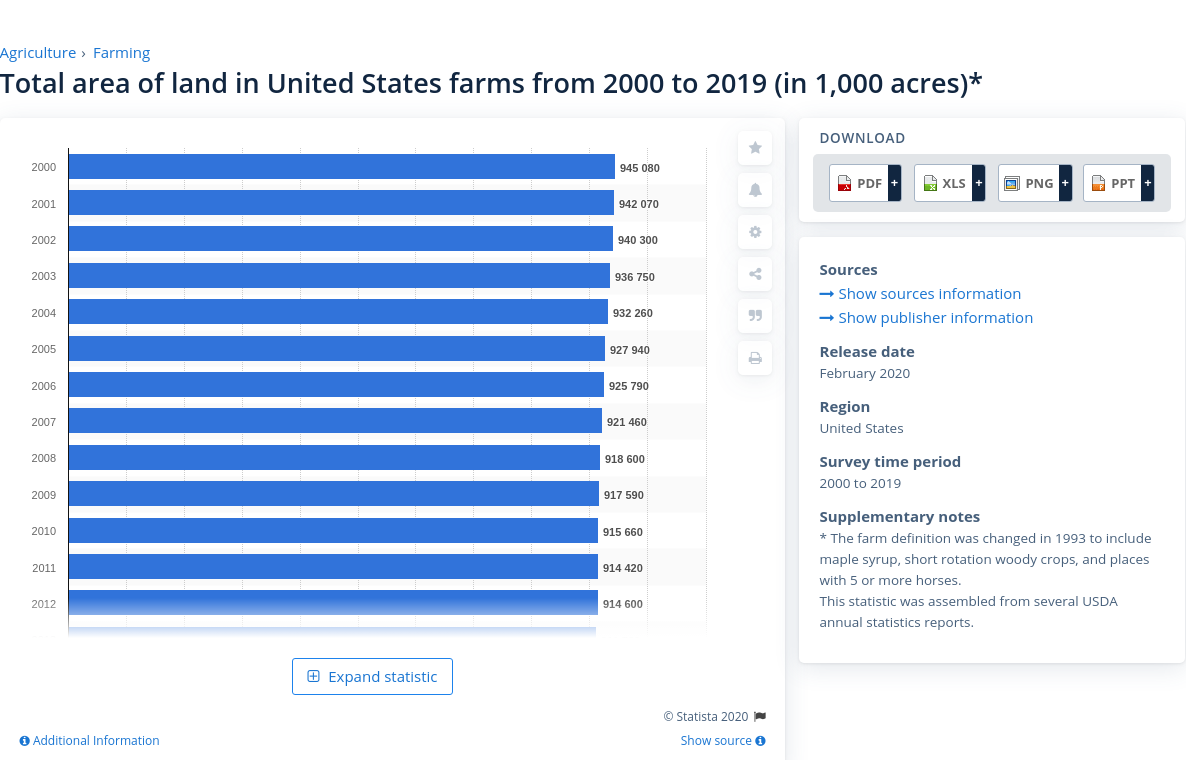 Agriculture › Farming
Total area of land in United States farms from 2000 to 2019 (in 1,000 acres)*
2000 945 080
2001 942 070
2002 940 300
2003 936 750
2004 932 260
2005 927 940
2006 925 790
2007 921 460
2008 918 600
2009 917 590
2010 915 660
2011 914 420
2012 914 600
Expand statistic
© Statista 2020
Additional Information
Show source
DOWNLOAD
PDF + XLS + PNG + PPT +
Sources
Show sources information
Show publisher information
Release date
February 2020
Region
United States
Survey time period
2000 to 2019
Supplementary notes
* The farm definition was changed in 1993 to include
maple syrup, short rotation woody crops, and places
with 5 or more horses.
This statistic was assembled from several USDA
annual statistics reports.